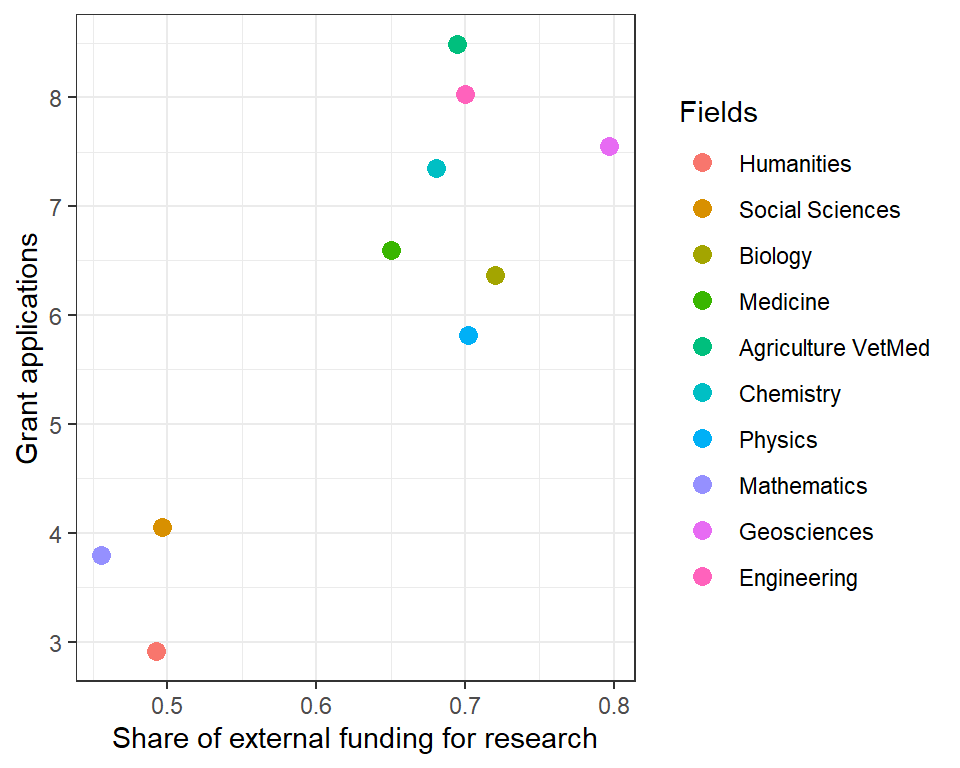 Grant applications
8
7
6
5
4
3
0.5 0.6 0.7 0.8
Share of external funding for research
Fields
Humanities
Social Sciences
Biology
Medicine
Agriculture VetMed
Chemistry
Physics
Mathematics
Geosciences
Engineering